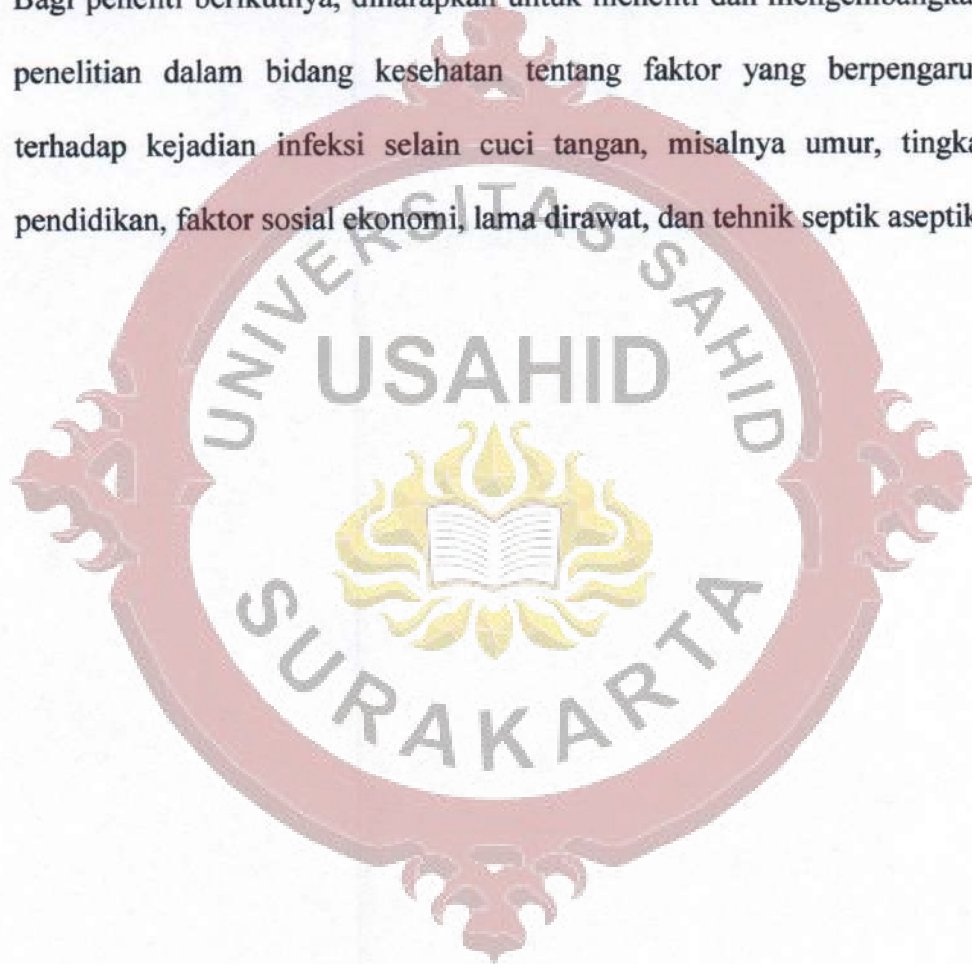 Bagi peneliti berikutnya, diharapkan untuk meneliti dan mengembangka
penelitian dalam bidang kesehatan tentang faktor yang berpengaru
terhadap kejadian infeksi selain cuci tangan, misalnya umur, tingka
pendidikan, faktor sosial ekonomi, lama dirawat, dan tehnik septik aseptik
UNIVERSITAS SAHID
USAHID
SURAKARTA